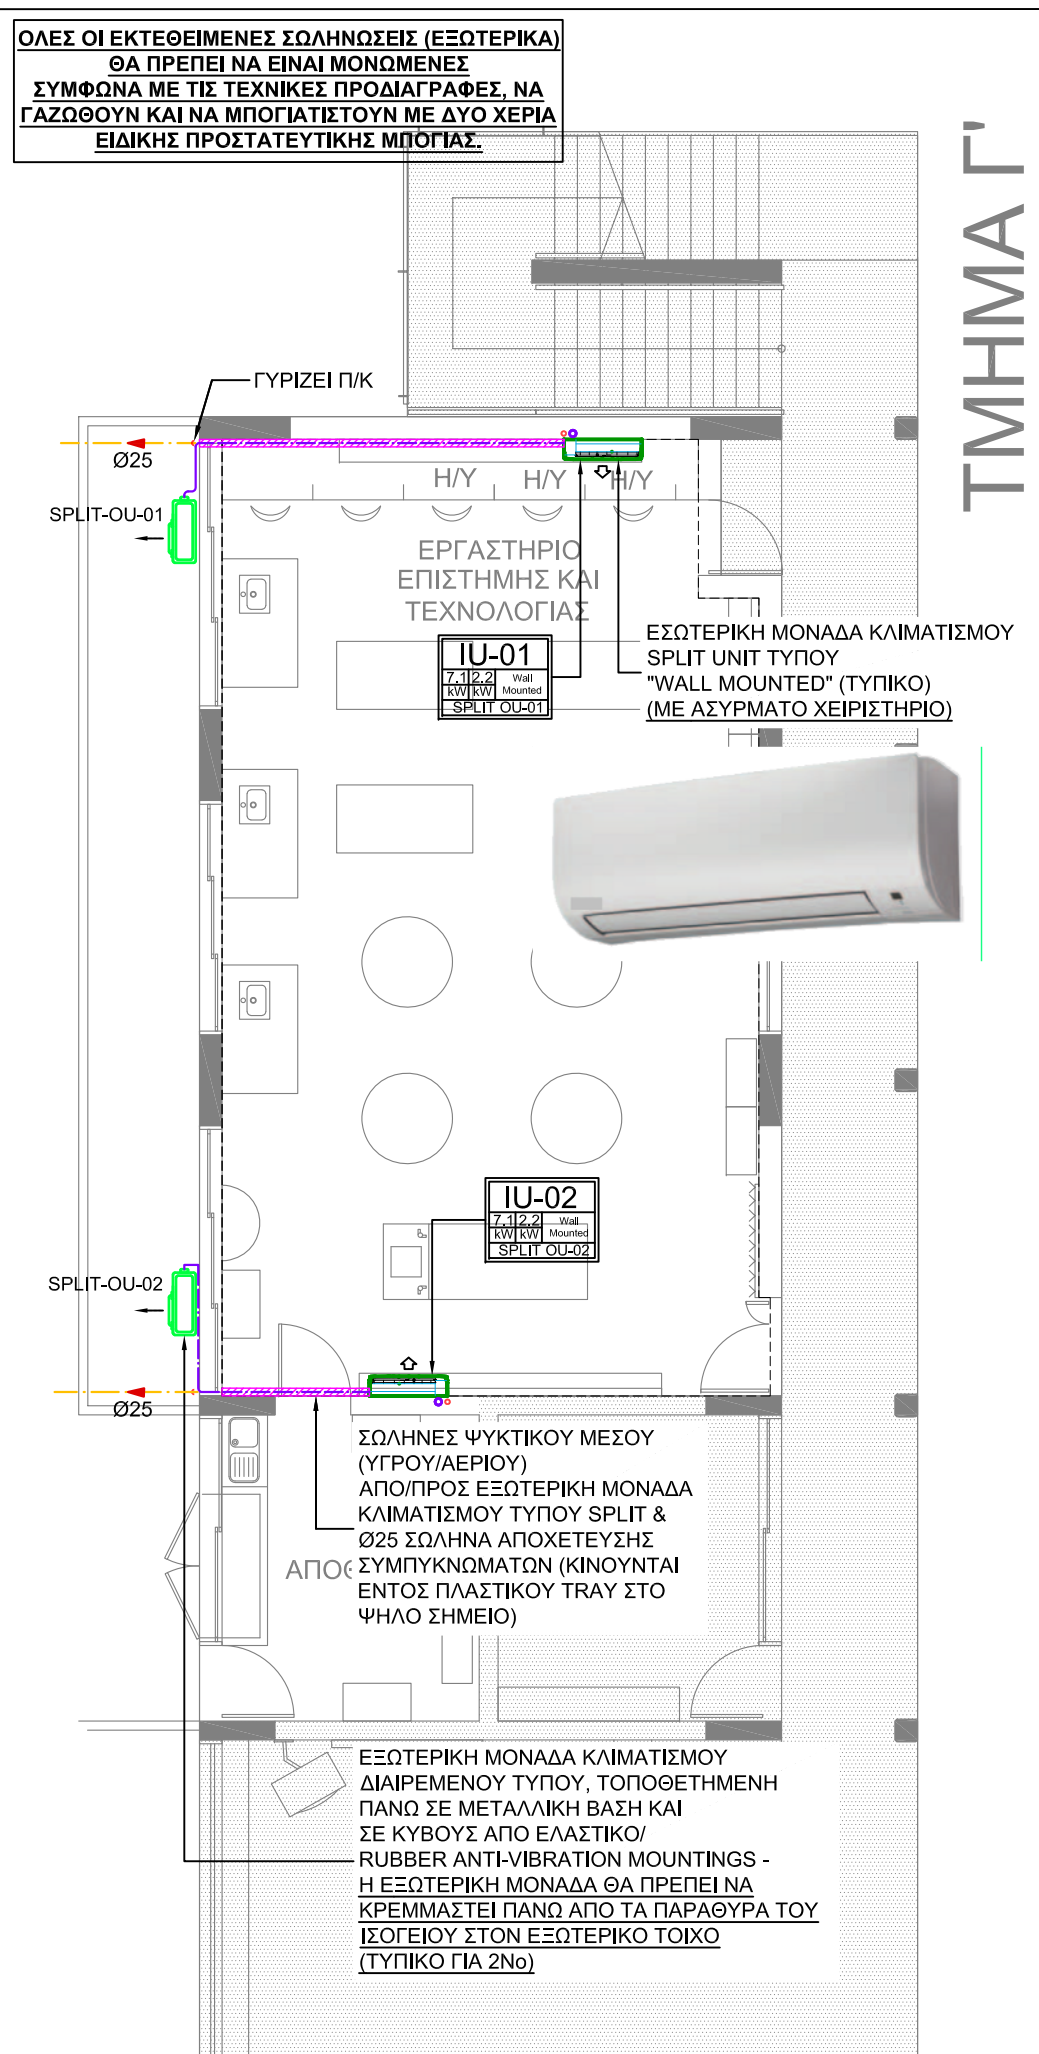 ΟΛΕΣ ΟΙ ΕΚΤΕΘΕΙΜΕΝΕΣ ΣΩΛΗΝΩΣΕΙΣ (ΕΞΩΤΕΡΙΚΑ)
ΘΑ ΠΡΕΠΕΙ ΝΑ ΕΙΝΑΙ ΜΟΝΩΜΕΝΕΣ
ΣΥΜΦΩΝΑ ΜΕ ΤΙΣ ΤΕΧΝΙΚΕΣ ΠΡΟΔΙΑΓΡΑΦΕΣ, ΝΑ
ΓΑΖΩΘΟΥΝ ΚΑΙ ΝΑ ΜΠΟΓΙΑΤΙΣΤΟΥΝ ΜΕ ΔΥΟ ΧΕΡΙΑ
ΕΙΔΙΚΗΣ ΠΡΟΣΤΑΤΕΥΤΙΚΗΣ ΜΠΟΓΙΑΣ.
ΤΜΗΜΑ Γ'
ΓΥΡΙΖΕΙ Π/Κ
Ø25
SPLIT-OU-01
Η/Υ
Η/Υ
Η/Υ
ΕΡΓΑΣΤΗΡΙΟ
ΕΠΙΣΤΗΜΗΣ ΚΑΙ
ΤΕΧΝΟΛΟΓΙΑΣ
IU-01
7.1 2.2 Wall
kW kW Mounted
SPLIT OU-01
ΕΣΩΤΕΡΙΚΗ ΜΟΝΑΔΑ ΚΛΙΜΑΤΙΣΜΟΥ
SPLIT UNIT ΤΥΠΟΥ
"WALL MOUNTED" (ΤΥΠΙΚΟ)
(ΜΕ ΑΣΥΡΜΑΤΟ ΧΕΙΡΙΣΤΗΡΙΟ)
IU-02
7.1 2.2 Wall
kW kW Mounted
SPLIT OU-02
SPLIT-OU-02
Ø25
ΣΩΛΗΝΕΣ ΨΥΚΤΙΚΟΥ ΜΕΣΟΥ
(ΥΓΡΟΥ/ΑΕΡΙΟΥ)
ΑΠΟ/ΠΡΟΣ ΕΞΩΤΕΡΙΚΗ ΜΟΝΑΔΑ
ΚΛΙΜΑΤΙΣΜΟΥ ΤΥΠΟΥ SPLIT &
Ø25 ΣΩΛΗΝΑ ΑΠΟΧΕΤΕΥΣΗΣ
ΣΥΜΠΥΚΝΩΜΑΤΩΝ (ΚΙΝΟΥΝΤΑΙ
ΕΝΤΟΣ ΠΛΑΣΤΙΚΟΥ TRAY ΣΤΟ
ΨΗΛΟ ΣΗΜΕΙΟ)
ΕΞΩΤΕΡΙΚΗ ΜΟΝΑΔΑ ΚΛΙΜΑΤΙΣΜΟΥ
ΔΙΑΙΡΕΜΕΝΟΥ ΤΥΠΟΥ, ΤΟΠΟΘΕΤΗΜΕΝΗ
ΠΑΝΩ ΣΕ ΜΕΤΑΛΛΙΚΗ ΒΑΣΗ ΚΑΙ
ΣΕ ΚΥΒΟΥΣ ΑΠΟ ΕΛΑΣΤΙΚΟ/
RUBBER ANTI-VIBRATION MOUNTINGS -
Η ΕΞΩΤΕΡΙΚΗ ΜΟΝΑΔΑ ΘΑ ΠΡΕΠΕΙ ΝΑ
ΚΡΕΜΜΑΣΤΕΙ ΠΑΝΩ ΑΠΟ ΤΑ ΠΑΡΑΘΥΡΑ ΤΟΥ
ΙΣΟΓΕΙΟΥ ΣΤΟΝ ΕΞΩΤΕΡΙΚΟ ΤΟΙΧΟ
(ΤΥΠΙΚΟ ΓΙΑ 2Νο)